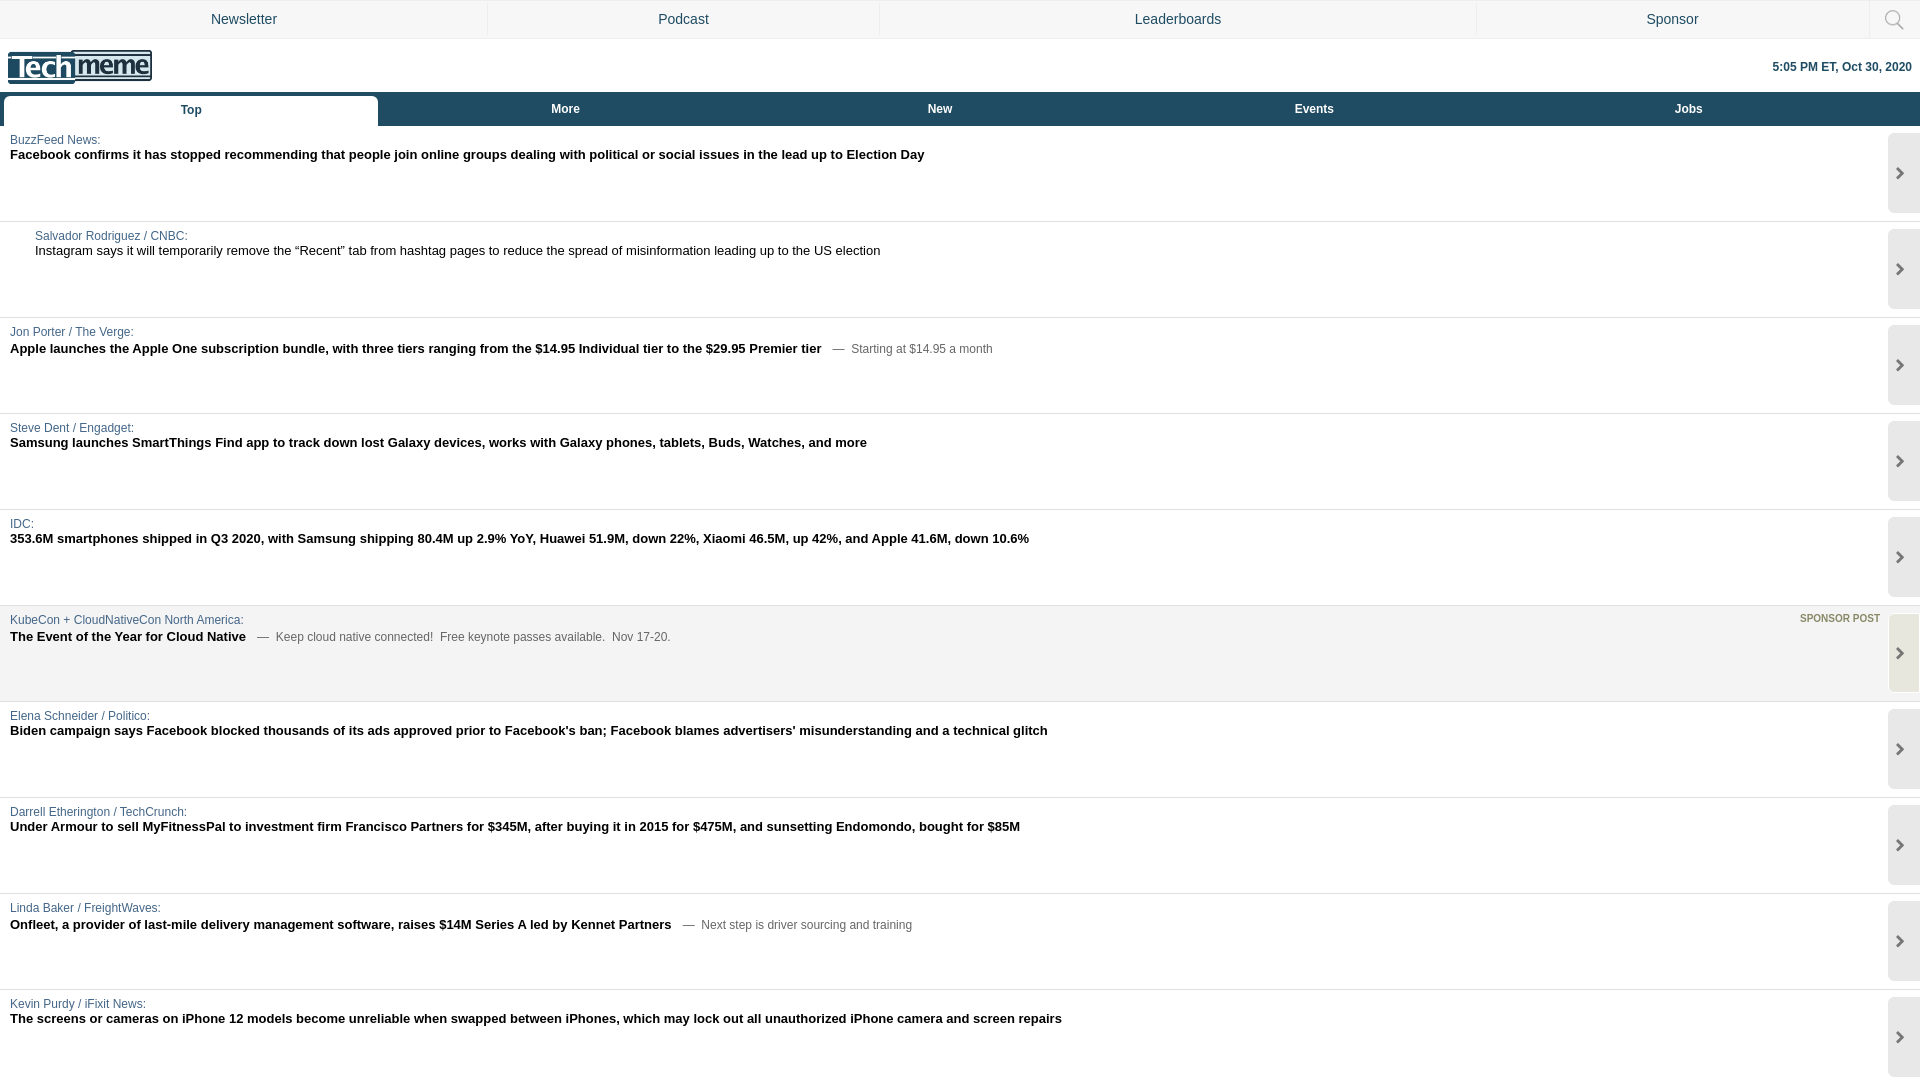 Newsletter
Podcast
Leaderboards
Sponsor
Techmeme
5:05 PM ET, Oct 30, 2020
Top
More
New
Events
Jobs
BuzzFeed News:
Facebook confirms it has stopped recommending that people join online groups dealing with political or social issues in the lead up to Election Day
Salvador Rodriguez / CNBC:
Instagram says it will temporarily remove the “Recent” tab from hashtag pages to reduce the spread of misinformation leading up to the US election
Jon Porter / The Verge:
Apple launches the Apple One subscription bundle, with three tiers ranging from the $14.95 Individual tier to the $29.95 Premier tier — Starting at $14.95 a month
Steve Dent / Engadget:
Samsung launches SmartThings Find app to track down lost Galaxy devices, works with Galaxy phones, tablets, Buds, Watches, and more
IDC:
353.6M smartphones shipped in Q3 2020, with Samsung shipping 80.4M up 2.9% YoY, Huawei 51.9M, down 22%, Xiaomi 46.5M, up 42%, and Apple 41.6M, down 10.6%
KubeCon + CloudNativeCon North America:
SPONSOR POST
The Event of the Year for Cloud Native — Keep cloud native connected! Free keynote passes available. Nov 17-20.
Elena Schneider / Politico:
Biden campaign says Facebook blocked thousands of its ads approved prior to Facebook's ban; Facebook blames advertisers' misunderstanding and a technical glitch
Darrell Etherington / TechCrunch:
Under Armour to sell MyFitnessPal to investment firm Francisco Partners for $345M, after buying it in 2015 for $475M, and sunsetting Endomondo, bought for $85M
Linda Baker / FreightWaves:
Onfleet, a provider of last-mile delivery management software, raises $14M Series A led by Kennet Partners — Next step is driver sourcing and training
Kevin Purdy / iFixit News:
The screens or cameras on iPhone 12 models become unreliable when swapped between iPhones, which may lock out all unauthorized iPhone camera and screen repairs